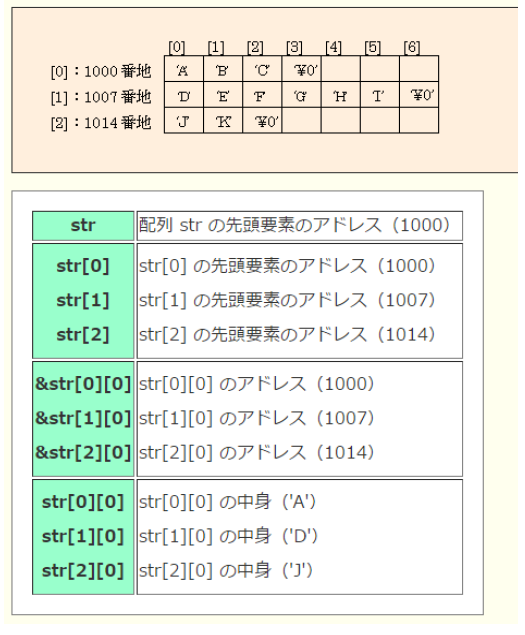 [0] [1] [2] [3] [4] [5] [6]
[0]：1000 番地 'A' 'B' 'C' '¥0'
[1]：1007 番地 'D' 'E' 'F' 'G' 'H' 'I' '¥0'
[2]：1014 番地 'J' 'K' '¥0'
str 配列 str の先頭要素のアドレス（1000）
str[0] str[0] の先頭要素のアドレス（1000）
str[1] str[1] の先頭要素のアドレス（1007）
str[2] str[2] の先頭要素のアドレス（1014）
&str[0][0] str[0][0] のアドレス（1000）
&str[1][0] str[1][0] のアドレス（1007）
&str[2][0] str[2][0] のアドレス（1014）
str[0][0] str[0][0] の中身（'A'）
str[1][0] str[1][0] の中身（'D'）
str[2][0] str[2][0] の中身（'J'）